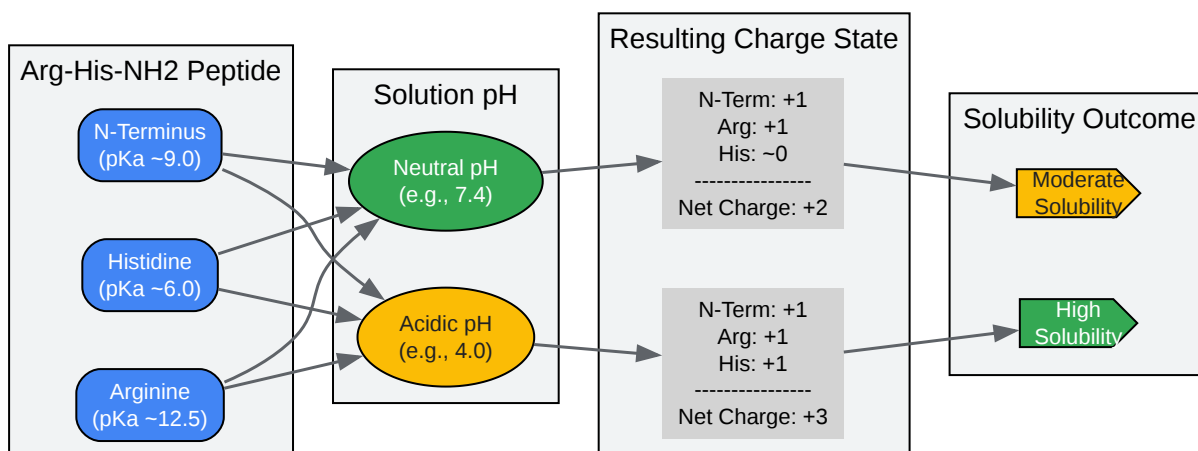 Arg-His-NH2 Peptide
N-Terminus
(pKa ~9.0)
Histidine
(pKa ~6.0)
Arginine
(pKa ~12.5)
Solution pH
Neutral pH
(e.g., 7.4)
Acidic pH
(e.g., 4.0)
Resulting Charge State
N-Term: +1
Arg: +1
His: ~0
----------------
Net Charge: +2
N-Term: +1
Arg: +1
His: +1
----------------
Net Charge: +3
Solubility Outcome
Moderate
Solubility
High
Solubility